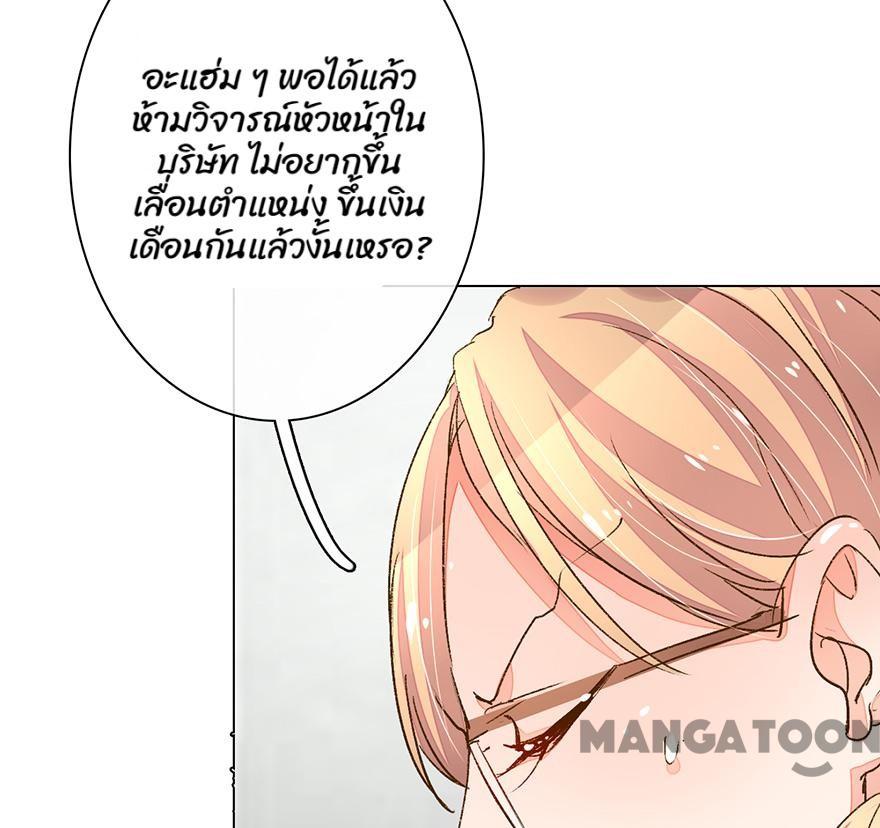 อะแฮ่ม ๆ พอได้แล้ว
ห้ามวิจารณ์หัวหน้าใน
บริษัท ไม่อยากขึ้น
เลื่อนตำแหน่ง ขึ้นเงิน
เดือนกันแล้วงั้นเหรอ?
MANGATOON